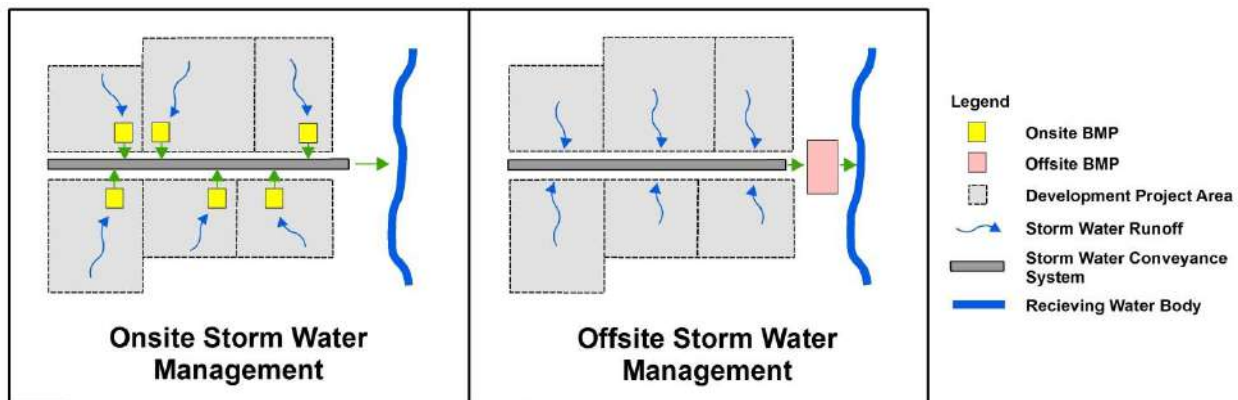 Onsite Storm Water
Management
Offsite Storm Water
Management
Legend
Onsite BMP
Offsite BMP
Development Project Area
Storm Water Runoff
Storm Water Conveyance
System
Recieving Water Body